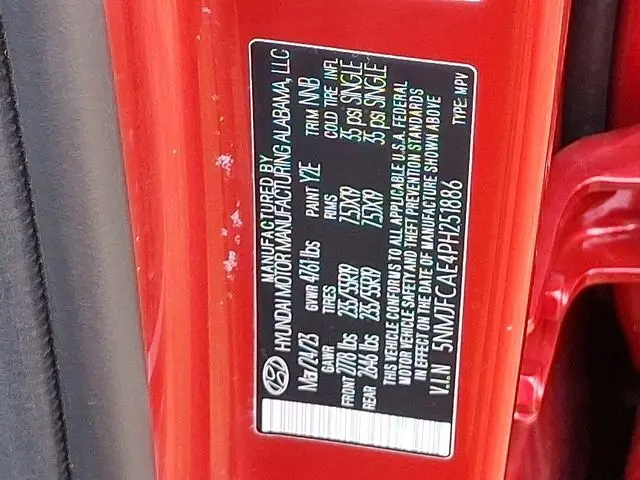 MANUFACTURED BY
HYUNDAI MOTOR MANUFACTURING ALABAMA, LLC
Mar/24/23 GVWR 4761 lbs PAINT Y2E TRIM NNB
GAWR TIRES RIMS COLD TIRE INFL
FRONT 2778 lbs 235/55R19 7.5JX19 35 psi SINGLE
REAR 2646 lbs 235/55R19 7.5JX19 35 psi SINGLE
THIS VEHICLE CONFORMS TO ALL APPLICABLE U.S.A. FEDERAL
MOTOR VEHICLE SAFETY AND THEFT PREVENTION STANDARDS
IN EFFECT ON THE DATE OF MANUFACTURE SHOWN ABOVE
V.I.N 5NMJFCAE4PH251886 TYPE: MPV